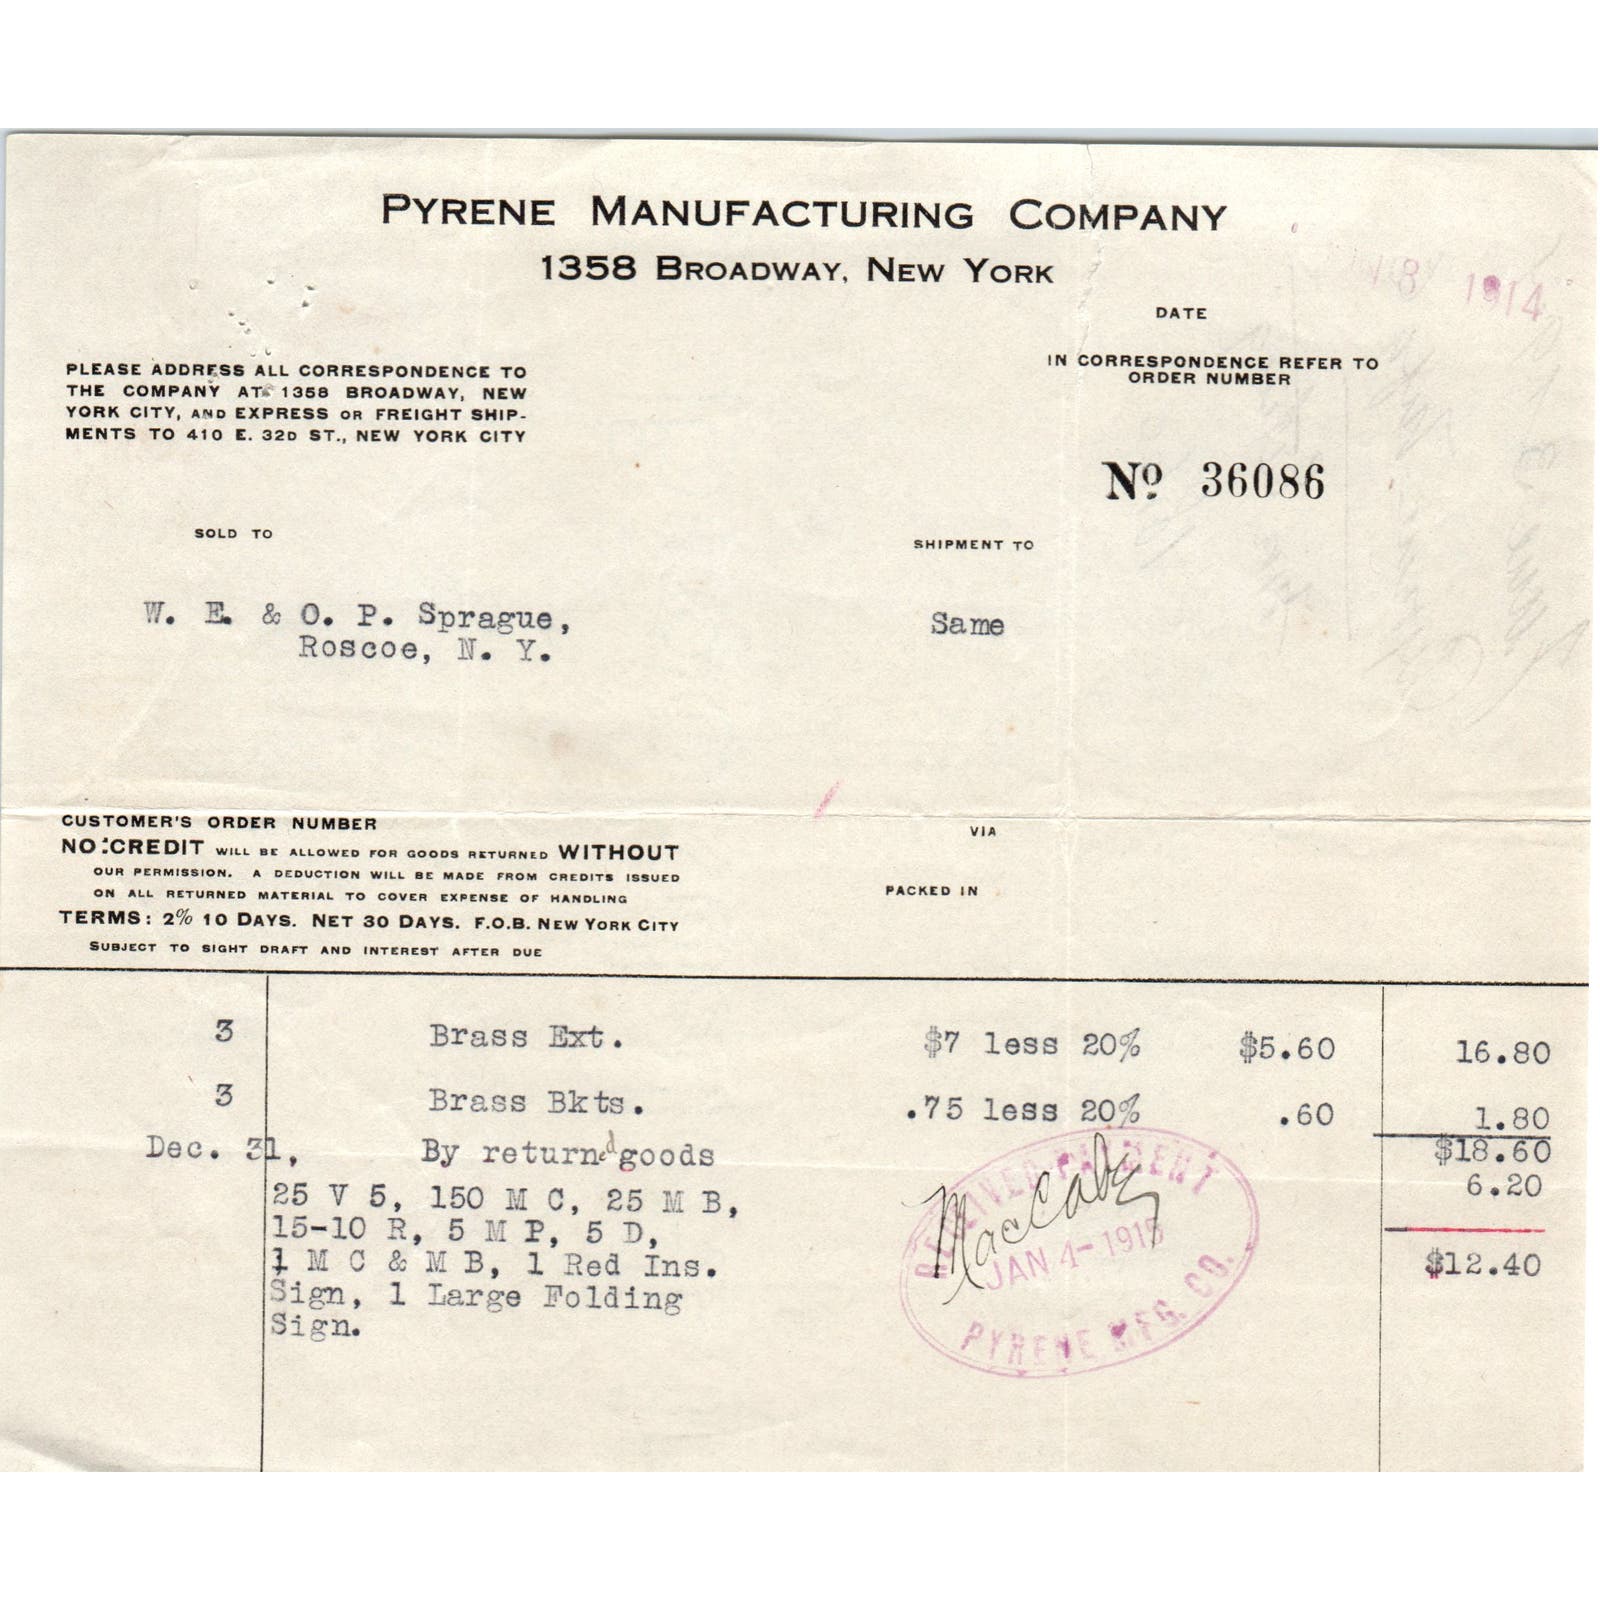 PYRENE MANUFACTURING COMPANY
1358 BROADWAY, NEW YORK
8 1914
DATE
IN CORRESPONDENCE REFER TO
ORDER NUMBER
PLEASE ADDRESS ALL CORRESPONDENCE TO
THE COMPANY AT 1358 BROADWAY, NEW
YORK CITY, AND EXPRESS OR FREIGHT SHIP-
MENTS TO 410 E. 32D ST., NEW YORK CITY
No 36086
SOLD TO
SHIPMENT TO
W. E. & O. P. Sprague,
Roscoe, N. Y.
Same
CUSTOMER'S ORDER NUMBER
NO CREDIT WILL BE ALLOWED FOR GOODS RETURNED WITHOUT
OUR PERMISSION. A DEDUCTION WILL BE MADE FROM CREDITS ISSUED
ON ALL RETURNED MATERIAL TO COVER EXPENSE OF HANDLING
TERMS: 2% 10 DAYS. NET 30 DAYS. F.O.B. NEW YORK CITY
SUBJECT TO SIGHT DRAFT AND INTEREST AFTER DUE
VIA
PACKED IN
3 Brass Ext. $7 less 20% $5.60 16.80
3 Brass Bkts. .75 less 20% .60 1.80
$18.60
Dec. 31, By returned goods 6.20
25 V 5, 150 M C, 25 M B,
15-10 R, 5 M P, 5 D,
1 M C & M B, 1 Red Ins.
Sign, 1 Large Folding
Sign.
$12.40
RECEIVED PAYMENT
MacCabe
JAN 4-191
PYRENE MFG. CO.